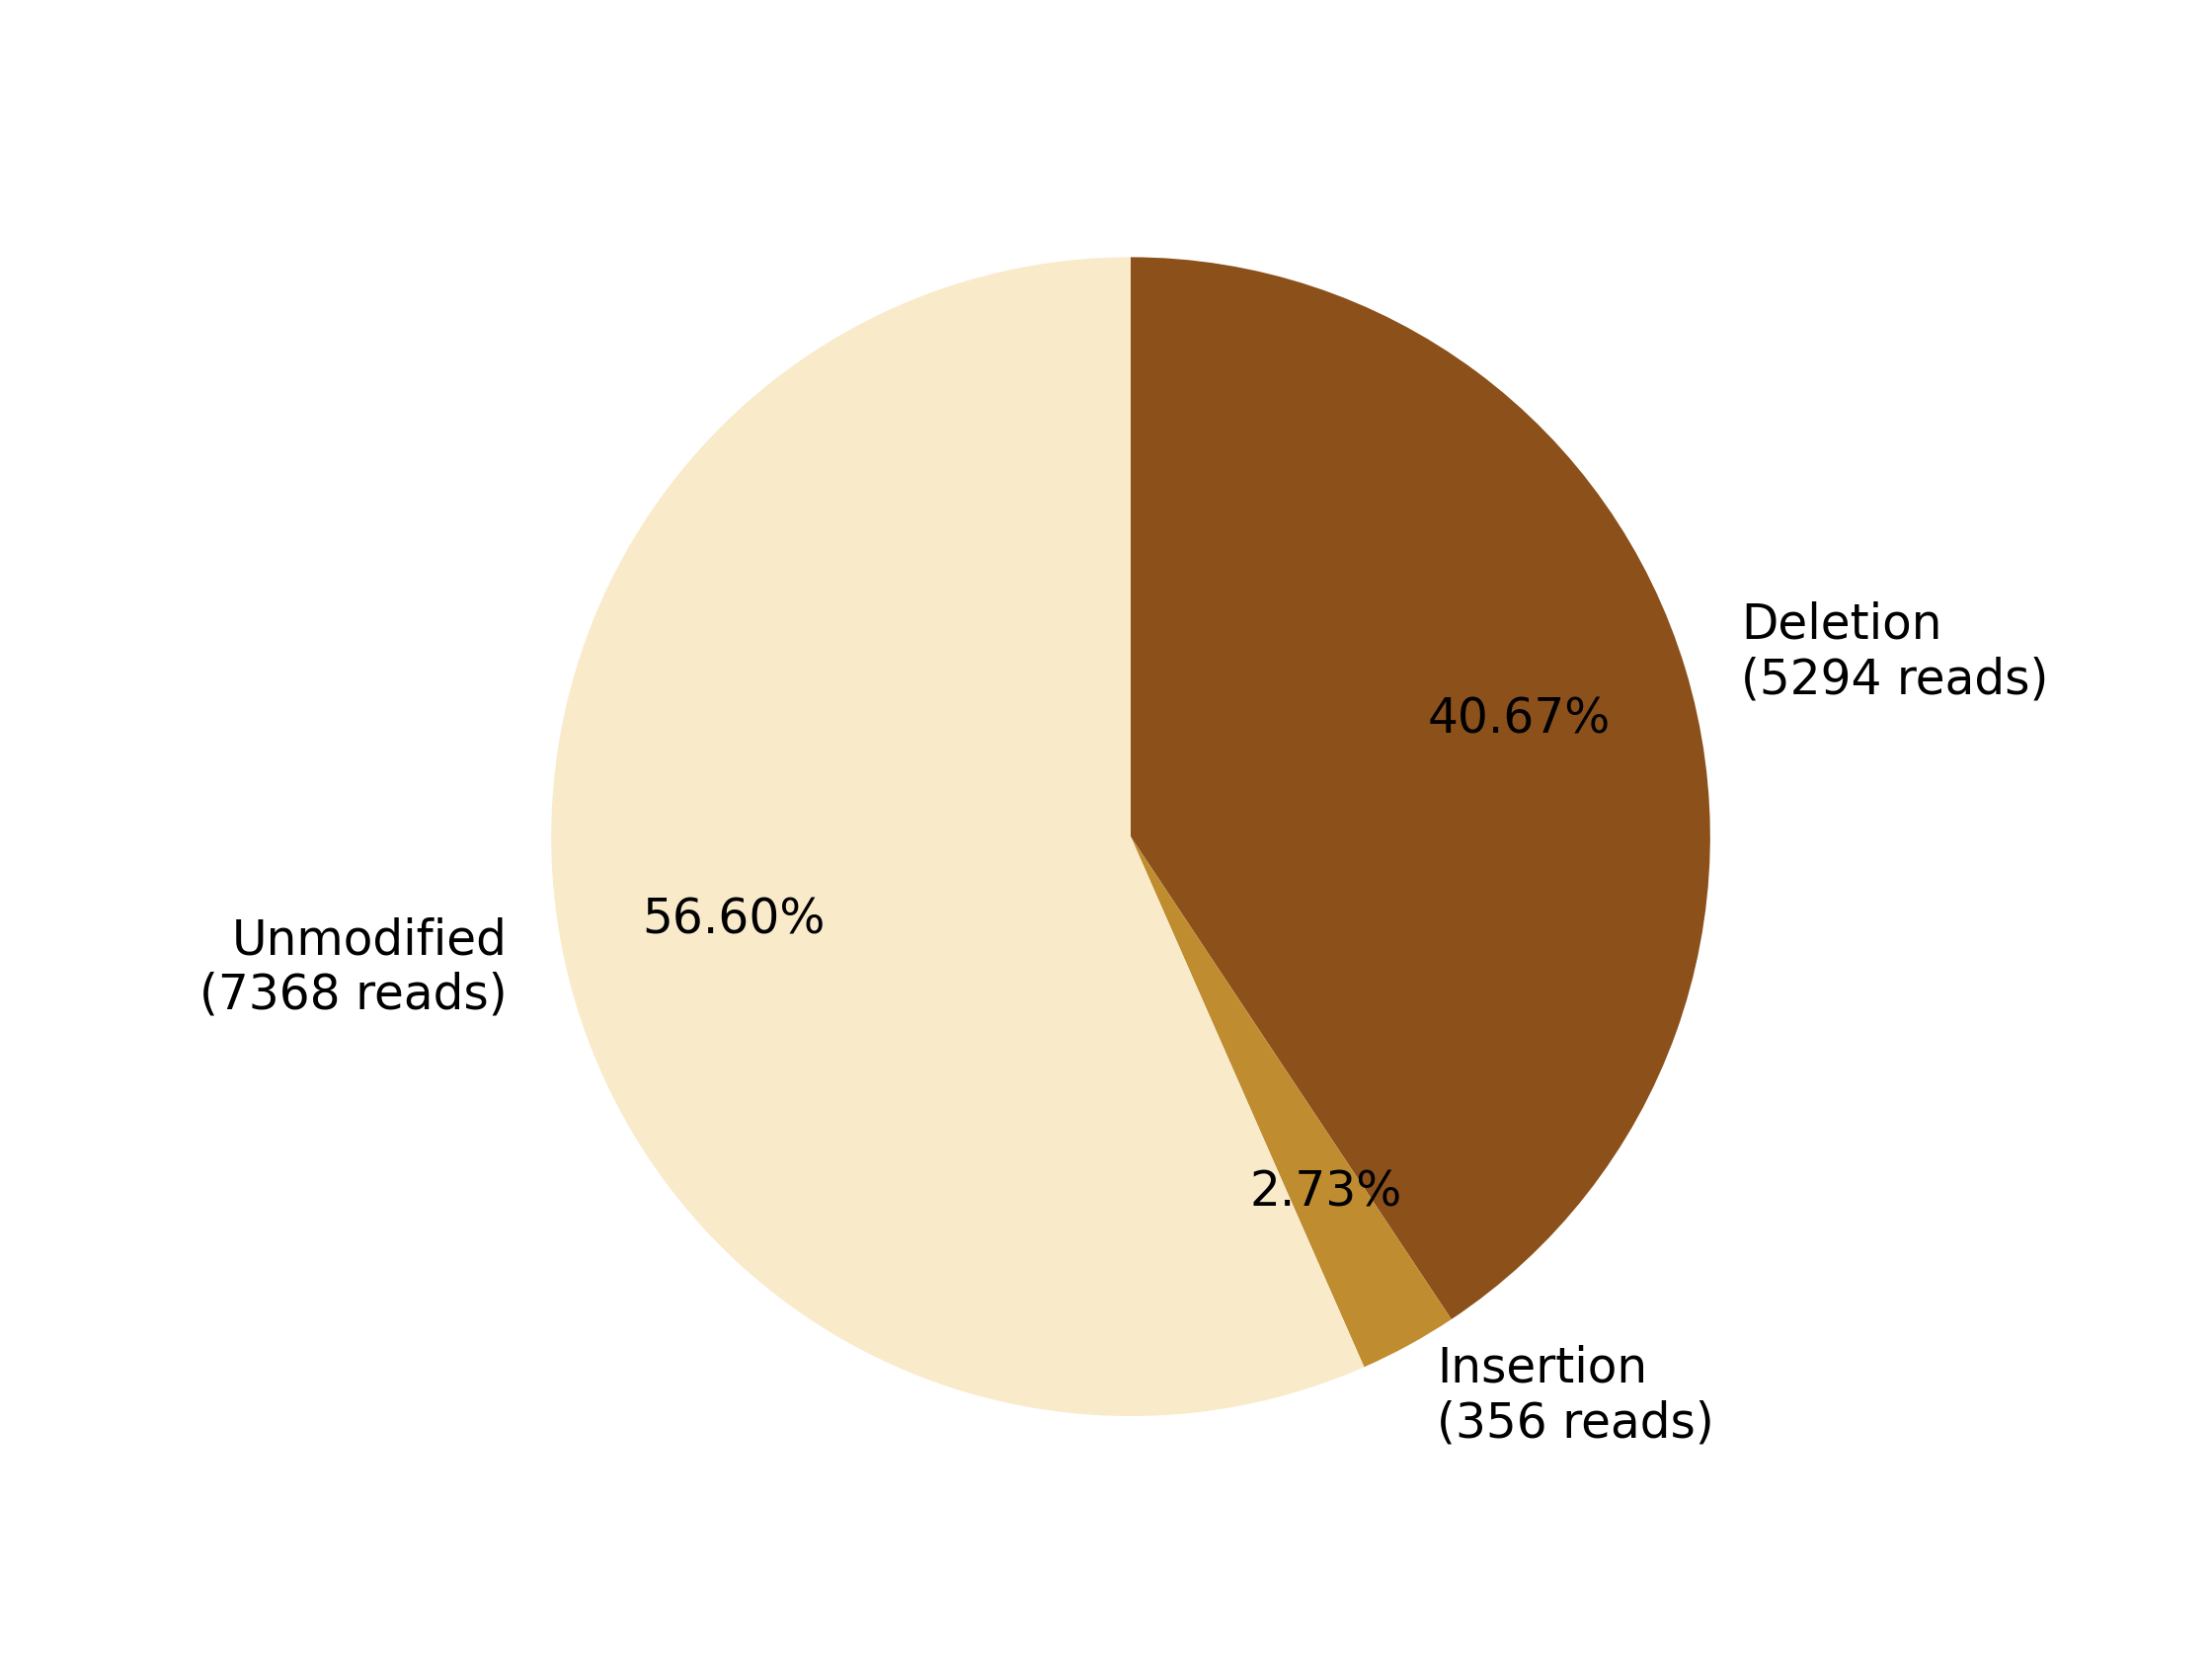 Deletion
(5294 reads)
40.67%
56.60%
Unmodified
(7368 reads)
2.73%
Insertion
(356 reads)